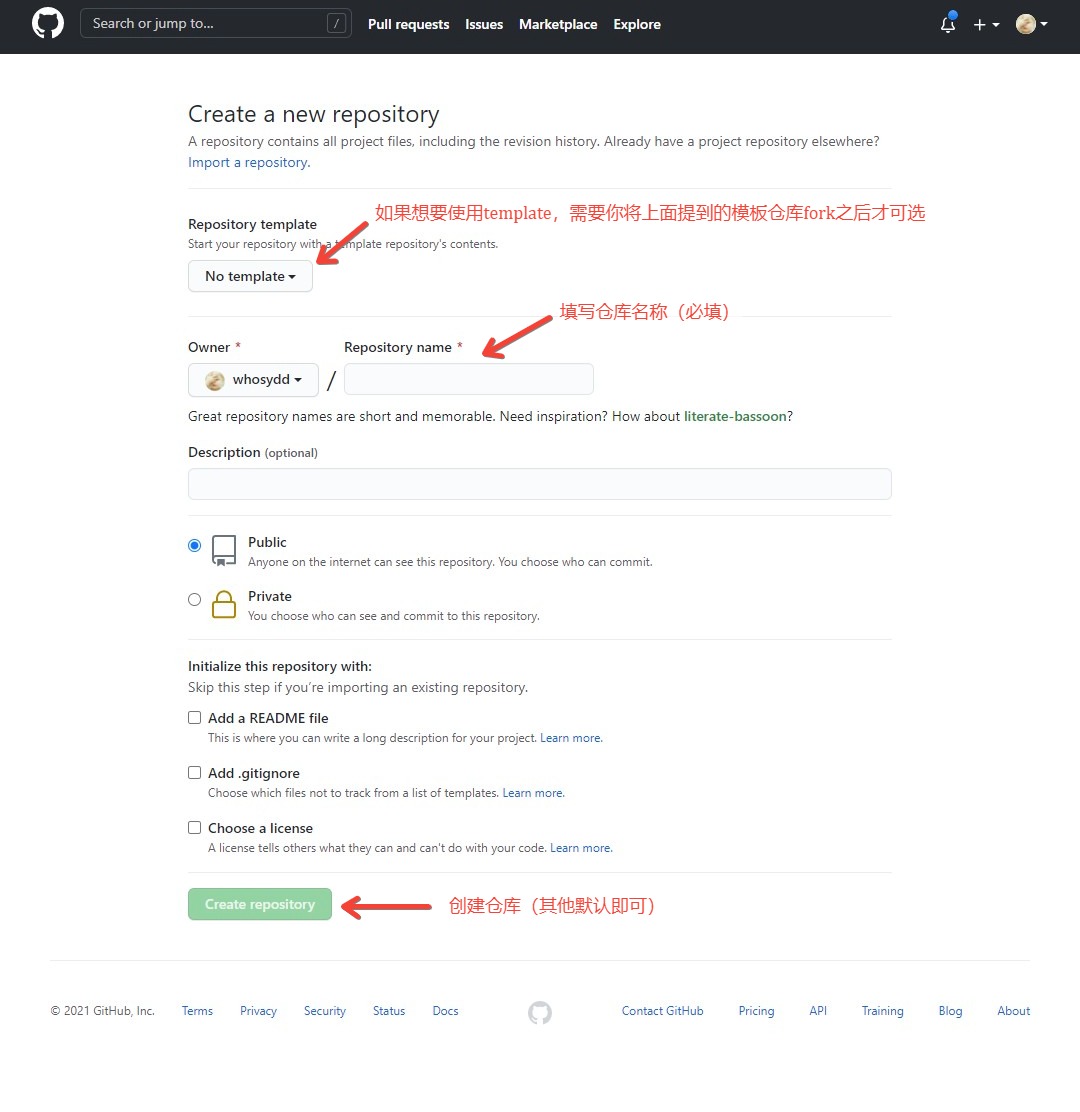 Search or jump to... /
Pull requests Issues Marketplace Explore
Create a new repository
A repository contains all project files, including the revision history. Already have a project repository elsewhere?
Import a repository.
如果想要使用template，需要你将上面提到的模板仓库fork之后才可选
Repository template
Start your repository with a template repository's contents.
No template
填写仓库名称（必填）
Owner * Repository name *
whosydd /
Great repository names are short and memorable. Need inspiration? How about literate-bassoon?
Description (optional)
Public
Anyone on the internet can see this repository. You choose who can commit.
Private
You choose who can see and commit to this repository.
Initialize this repository with:
Skip this step if you're importing an existing repository.
Add a README file
This is where you can write a long description for your project. Learn more.
Add .gitignore
Choose which files not to track from a list of templates. Learn more.
Choose a license
A license tells others what they can and can't do with your code. Learn more.
Create repository
创建仓库（其他默认即可）
© 2021 GitHub, Inc. Terms Privacy Security Status Docs Contact GitHub Pricing API Training Blog About